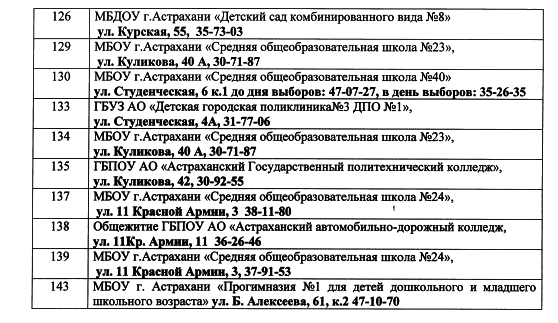 126 МБДОУ г.Астрахани «Детский сад комбинированного вида №8»
ул. Курская, 55, 35-73-03
129 МБОУ г.Астрахани «Средняя общеобразовательная школа №23»,
ул. Куликова, 40 А, 30-71-87
130 МБОУ г.Астрахани «Средняя общеобразовательная школа №40»
ул. Студенческая, 6 к.1 до дня выборов: 47-07-27, в день выборов: 35-26-35
133 ГБУЗ АО «Детская городская поликлиника№3 ДПО №1»,
ул. Студенческая, 4А, 31-77-06
134 МБОУ г.Астрахани «Средняя общеобразовательная школа №23»,
ул. Куликова, 40 А, 30-71-87
135 ГБПОУ АО «Астраханский Государственный политехнический колледж»,
ул. Куликова, 42, 30-92-55
137 МБОУ г.Астрахани «Средняя общеобразовательная школа №24»,
ул. 11 Красной Армии, 3 38-11-80
138 Общежитие ГБПОУ АО «Астраханский автомобильно-дорожный колледж,
ул. 11Кр. Армии, 11 36-26-46
139 МБОУ г.Астрахани «Средняя общеобразовательная школа №24»,
ул. 11 Красной Армии, 3, 37-91-53
143 МБОУ г. Астрахани «Прогимназия №1 для детей дошкольного и младшего
школьного возраста» ул. Б. Алексеева, 61, к.2 47-10-70